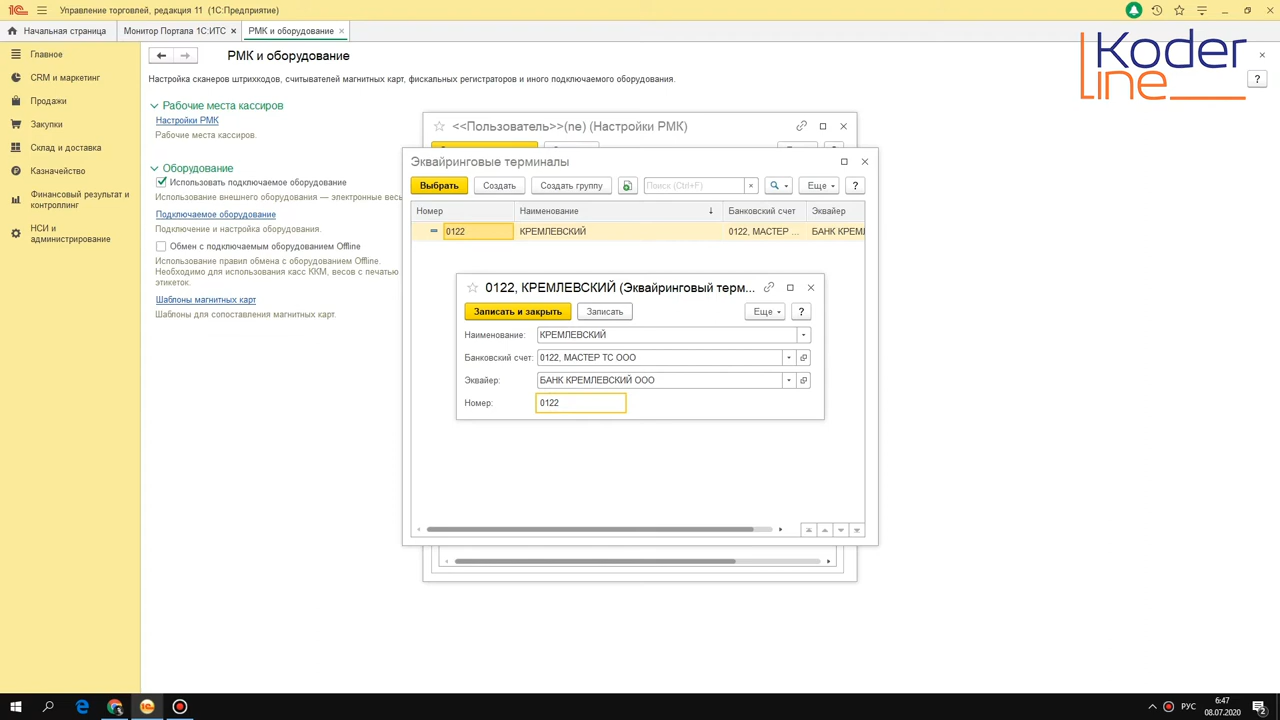 Управление торговлей, редакция 11 (1С:Предприятие)
Начальная страница
Монитор Портала 1С:ИТС ×
РМК и оборудование ×
Koder
Line
Главное
CRM и маркетинг
Продажи
Закупки
Склад и доставка
Казначейство
Финансовый результат и
контроллинг
НСИ и
администрирование
РМК и оборудование
?
Настройка сканеров штрихкодов, считывателей магнитных карт, фискальных регистраторов и иного подключаемого оборудования.
Рабочие места кассиров
Настройки РМК
Рабочие места кассиров.
Оборудование
Использовать подключаемое оборудование
Использование внешнего оборудования — электронные весы
Подключаемое оборудование
Подключение и настройка оборудования.
Обмен с подключаемым оборудованием Offline
Использование правил обмена с оборудованием Offline.
Необходимо для использования касс ККМ, весов с печатью
этикеток.
Шаблоны магнитных карт
Шаблоны для сопоставления магнитных карт.
<<Пользователь>>(пе) (Настройки РМК)
Эквайринговые терминалы
Выбрать Создать Создать группу Поиск (Ctrl+F) × Еще ?
Номер Наименование ↓ Банковский счет Эквайер
0122 КРЕМЛЕВСКИЙ 0122, МАСТЕР ... БАНК КРЕМЛ
0122, КРЕМЛЕВСКИЙ (Эквайринговый терм...
Записать и закрыть Записать Еще ?
Наименование: КРЕМЛЕВСКИЙ
Банковский счет: 0122, МАСТЕР ТС ООО
Эквайер: БАНК КРЕМЛЕВСКИЙ ООО
Номер: 0122
РУС
6:47
08.07.2020
2